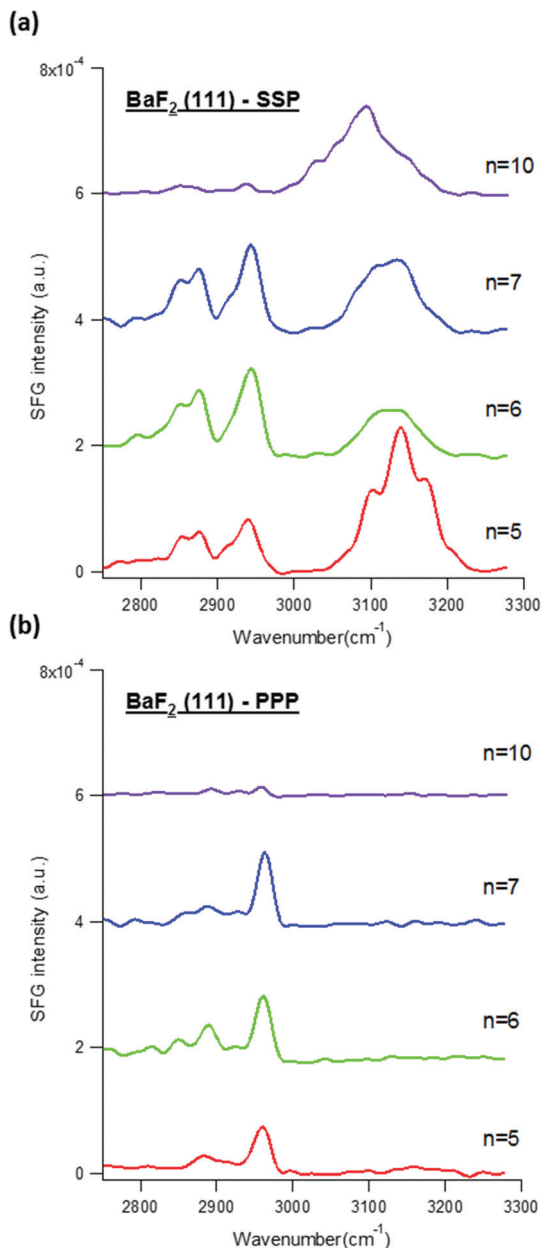 (a)
8x10⁻⁴
BaF₂ (111) - SSP
n=10
6
n=7
4
n=6
2
n=5
0
SFG intensity (a.u.)
2800 2900 3000 3100 3200 3300
Wavenumber(cm⁻¹)
(b)
8x10⁻⁴
BaF₂ (111) - PPP
n=10
6
n=7
4
n=6
2
n=5
0
SFG intensity (a.u.)
2800 2900 3000 3100 3200 3300
Wavenumber(cm⁻¹)